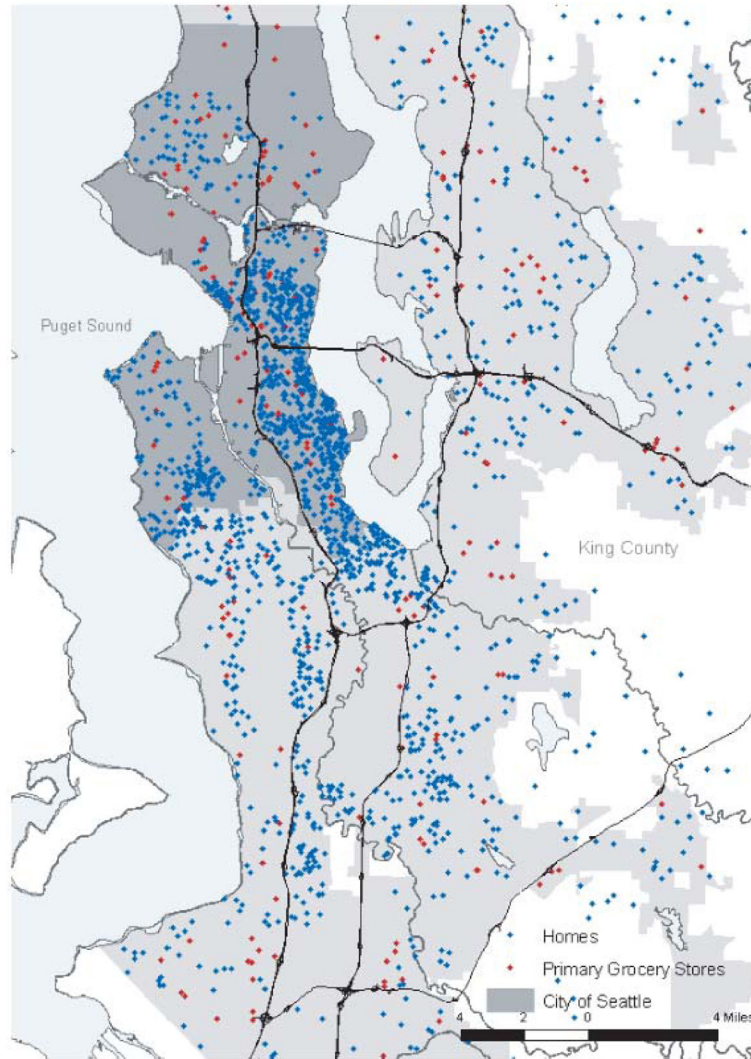 Puget Sound
King County
Homes
Primary Grocery Stores
City of Seattle
4 2 0 4 Miles